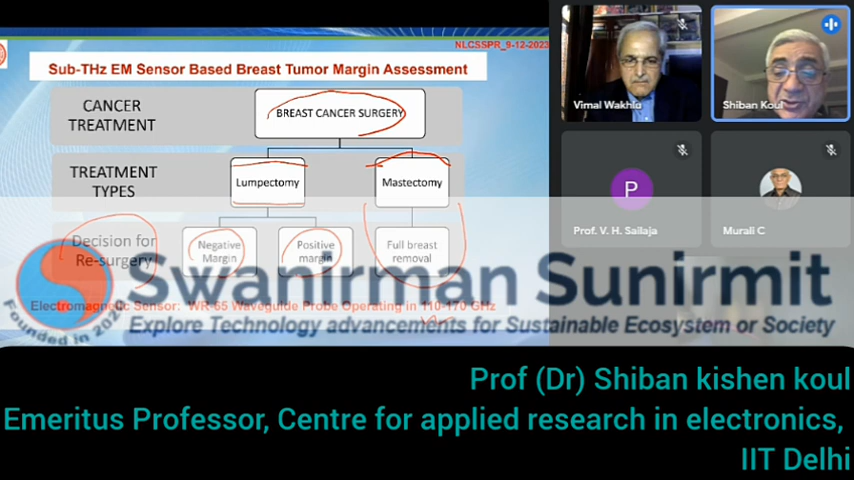 NLCSSPR_9-12-2023
Sub-THz EM Sensor Based Breast Tumor Margin Assessment
CANCER
TREATMENT
BREAST CANCER SURGERY
TREATMENT
TYPES
Lumpectomy
Mastectomy
Decision for
Re-surgery
Negative
Margin
Positive
margin
Full breast
removal
Electromagnetic Sensor: WR-65 Waveguide Probe Operating in 110-170 GHz
Vimal Wakhlu
Shiban Koul
P
Prof. V. H. Sailaja
Murali C
Swanirman Sunirmit
Explore Technology advancements for Sustainable Ecosystem or Society
Founded in 202
Prof (Dr) Shiban kishen koul
Emeritus Professor, Centre for applied research in electronics,
IIT Delhi